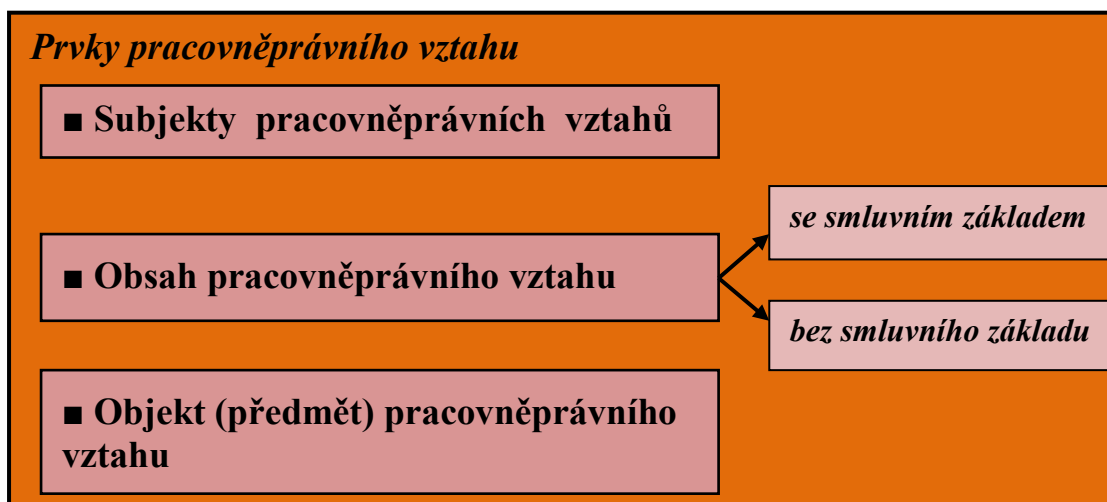 Prvky pracovněprávního vztahu
■ Subjekty pracovněprávních vztahů
se smluvním základem
■ Obsah pracovněprávního vztahu
bez smluvního základu
■ Objekt (předmět) pracovněprávního
vztahu